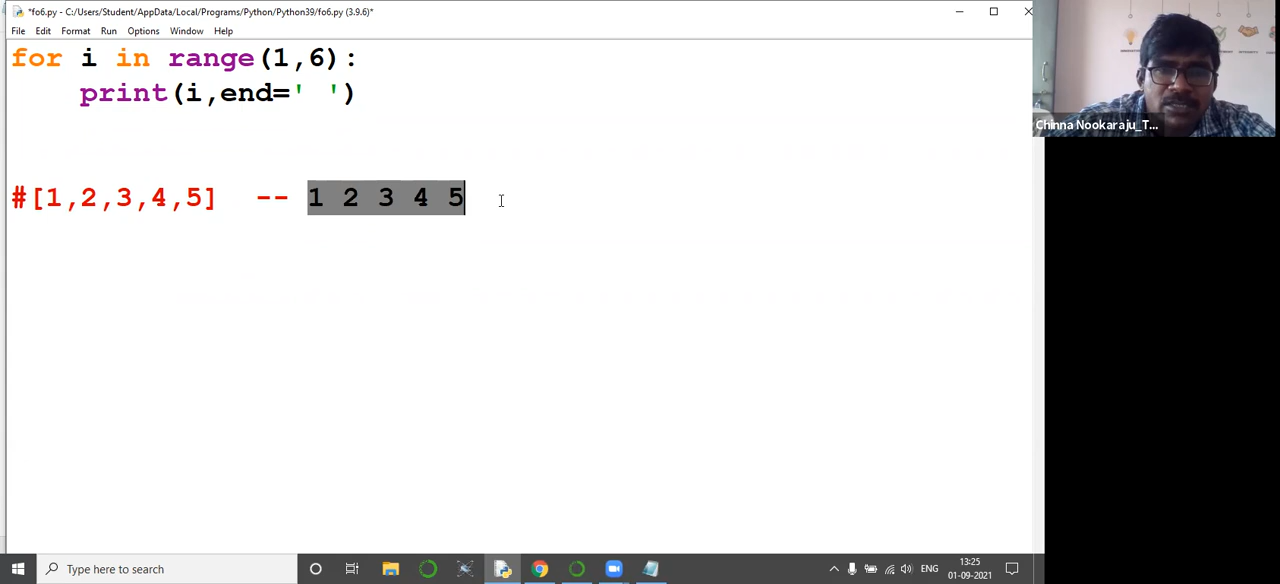 *fo6.py - C:/Users/Student/AppData/Local/Programs/Python/Python39/fo6.py (3.9.6)*
File Edit Format Run Options Window Help
for i in range(1,6):
    print(i,end=' ')
#[1,2,3,4,5]  -- 1 2 3 4 5
Chinna Nookaraju_T...
Type here to search
ENG
13:25
01-09-2021